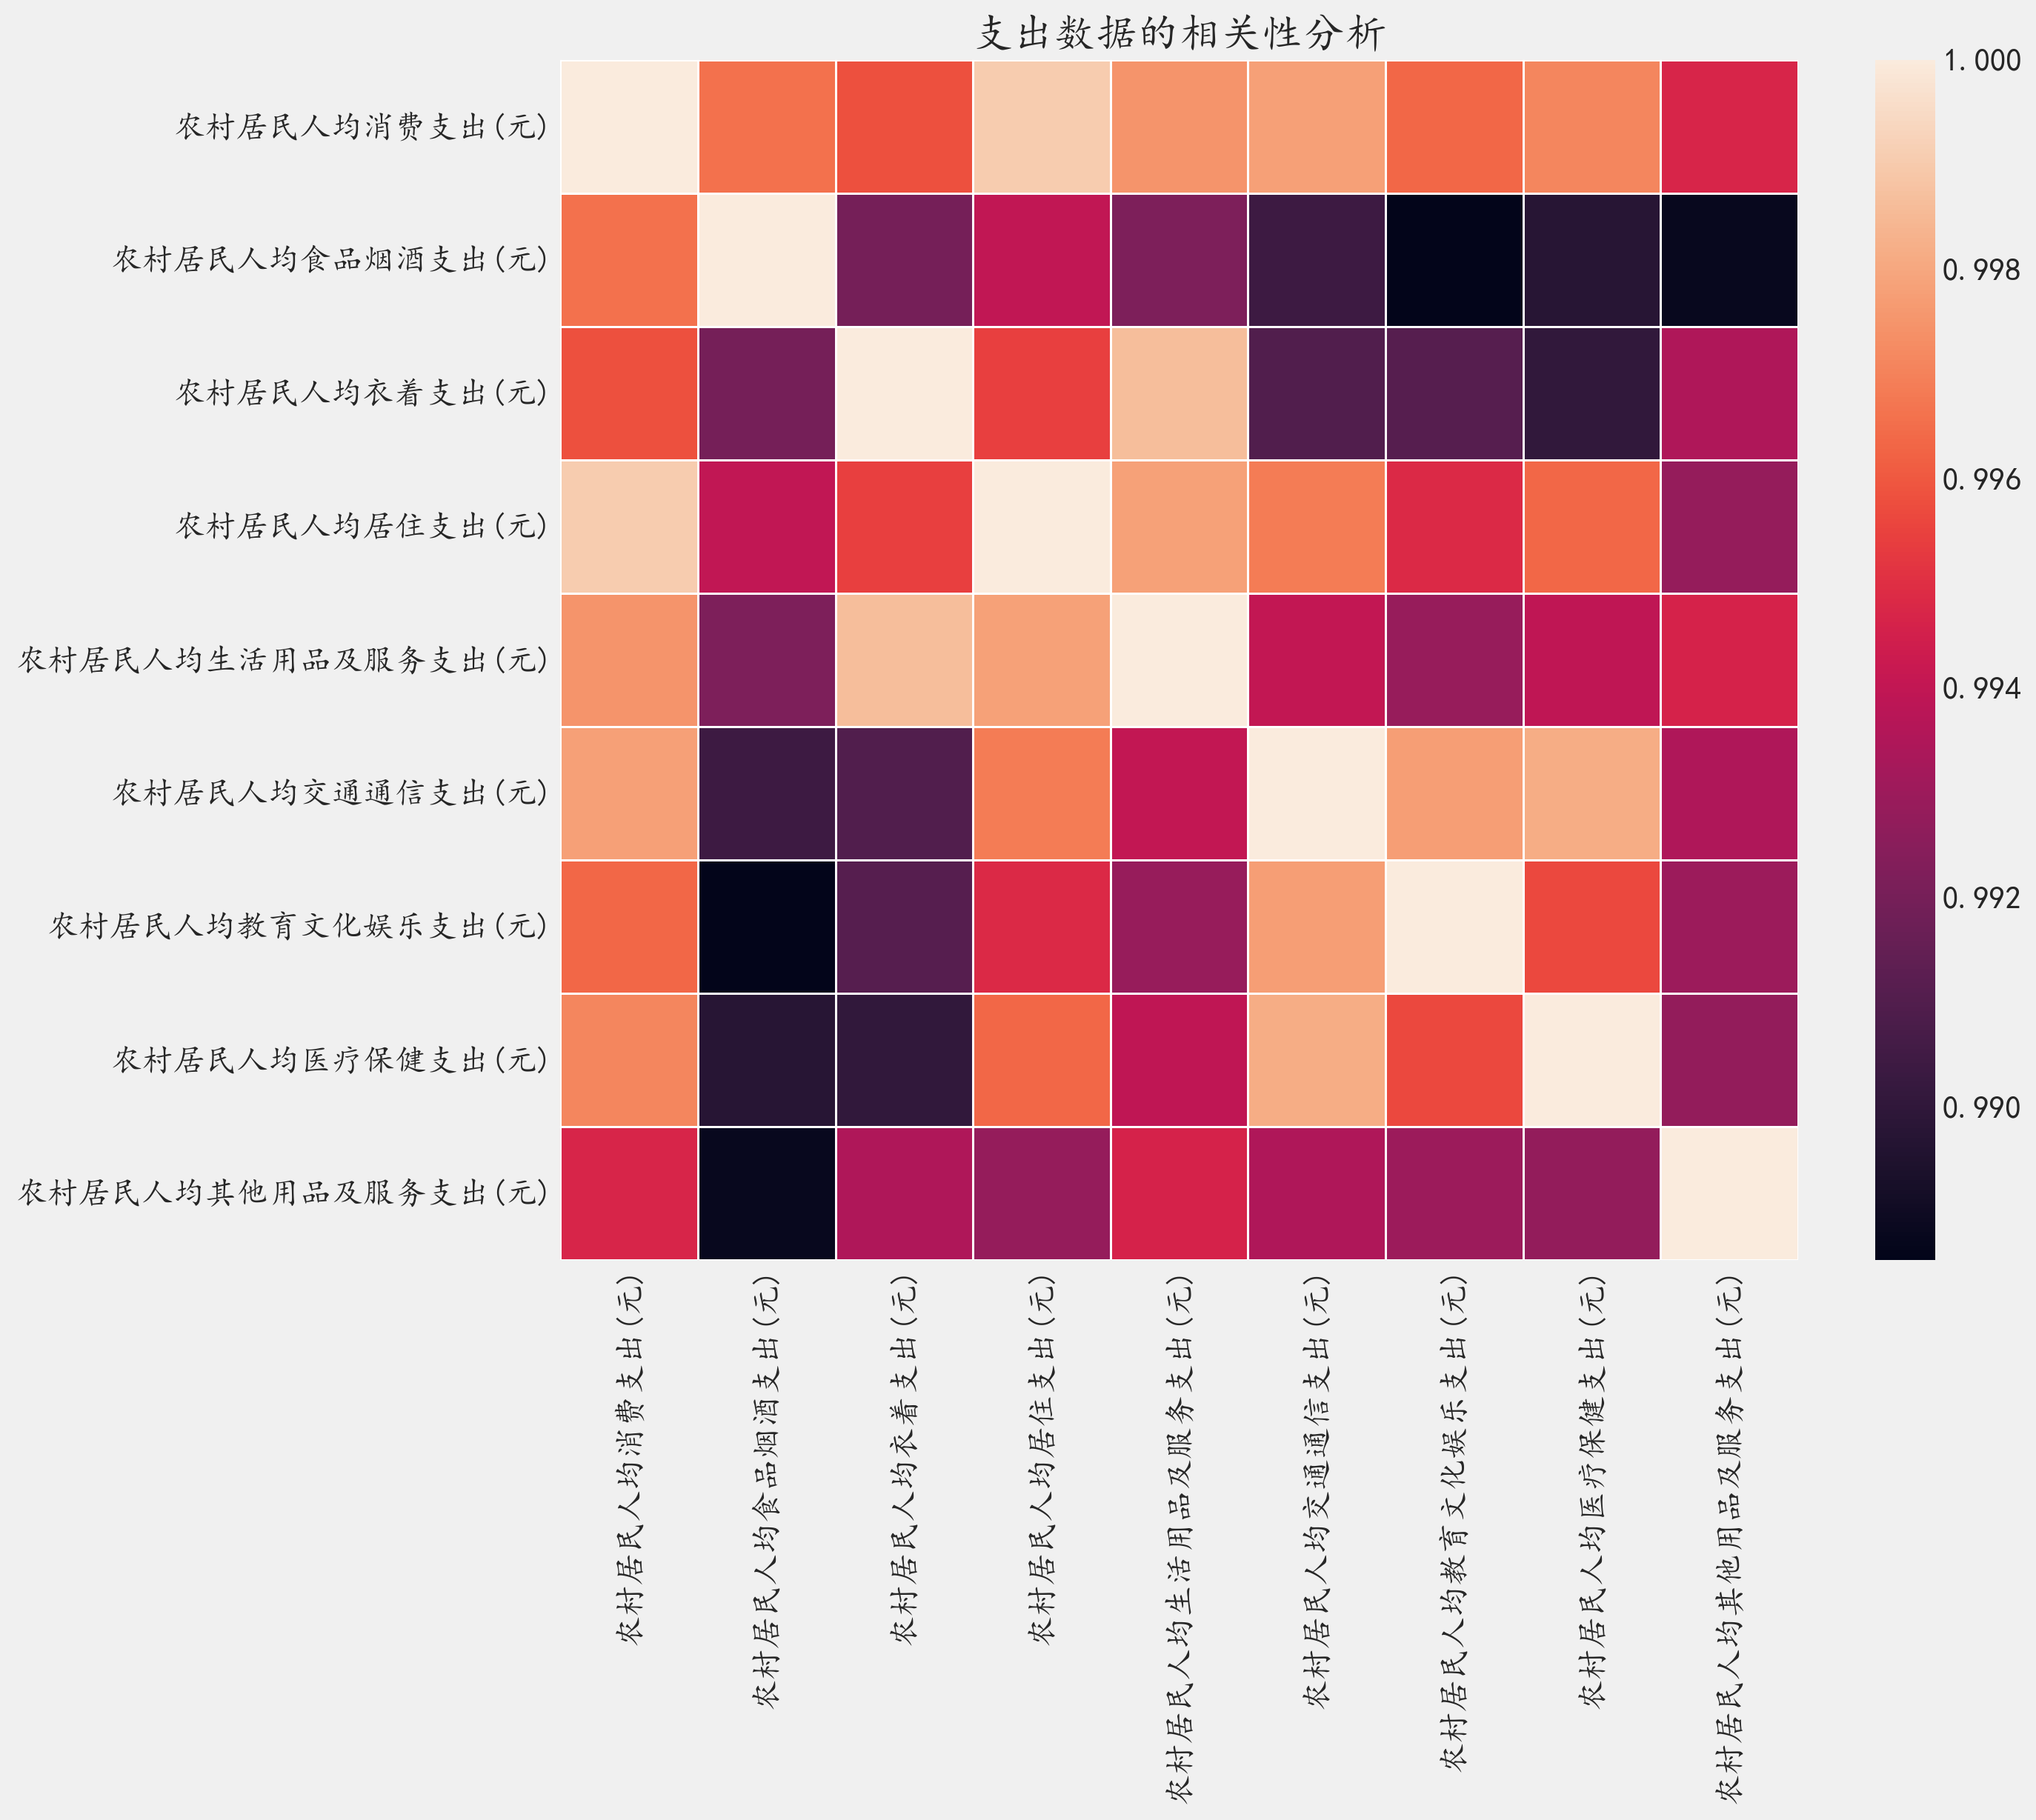 支出数据的相关性分析
农村居民人均消费支出(元)
农村居民人均食品烟酒支出(元)
农村居民人均衣着支出(元)
农村居民人均居住支出(元)
农村居民人均生活用品及服务支出(元)
农村居民人均交通通信支出(元)
农村居民人均教育文化娱乐支出(元)
农村居民人均医疗保健支出(元)
农村居民人均其他用品及服务支出(元)
农村居民人均消费支出(元)
农村居民人均食品烟酒支出(元)
农村居民人均衣着支出(元)
农村居民人均居住支出(元)
农村居民人均生活用品及服务支出(元)
农村居民人均交通通信支出(元)
农村居民人均教育文化娱乐支出(元)
农村居民人均医疗保健支出(元)
农村居民人均其他用品及服务支出(元)
1.000
0.998
0.996
0.994
0.992
0.990